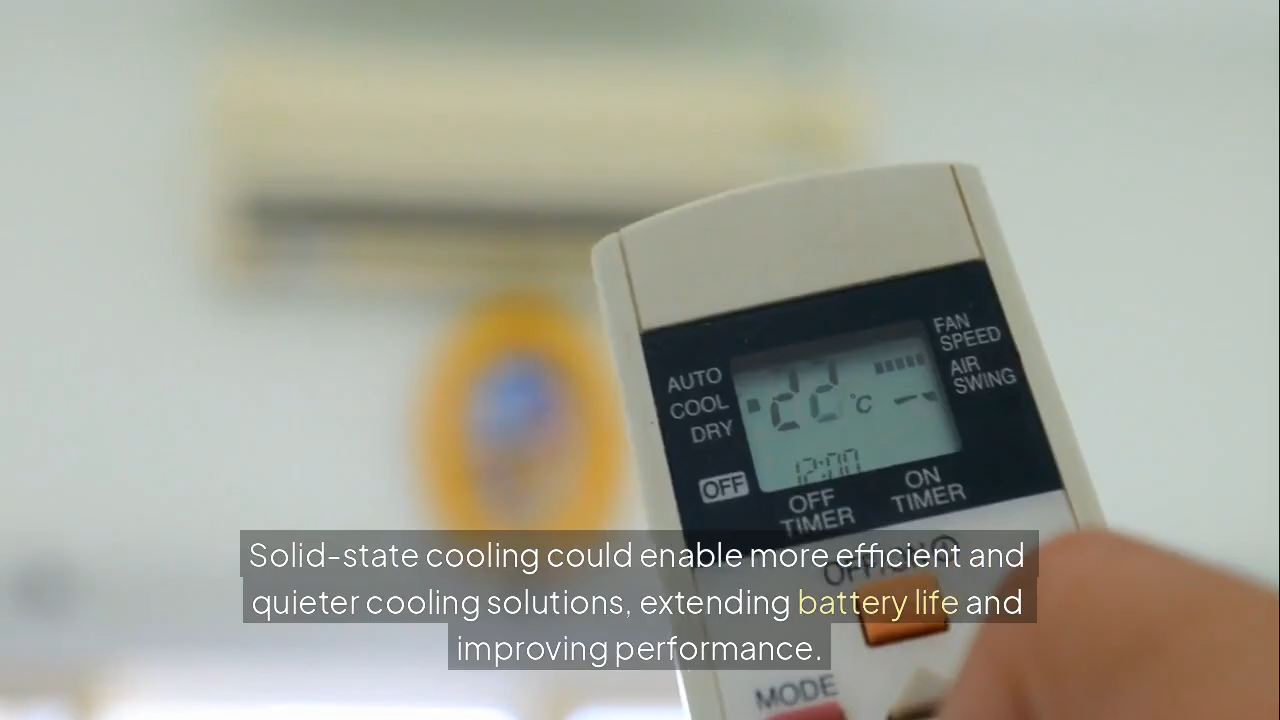 FAN
SPEED
AIR
SWING
AUTO
COOL
DRY
22 °C
12:00
OFF
OFF
TIMER
ON
TIMER
Solid-state cooling could enable more efficient and
quieter cooling solutions, extending battery life and
improving performance.
MODE